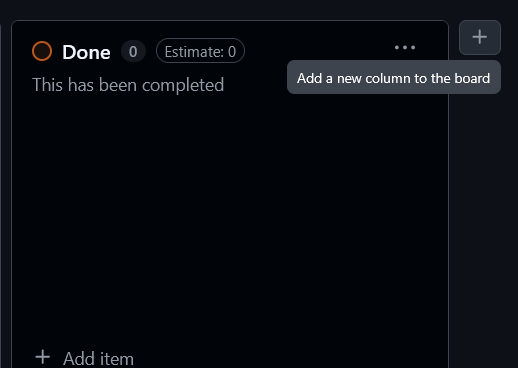 Done 0 Estimate: 0
This has been completed
Add a new column to the board
Add item